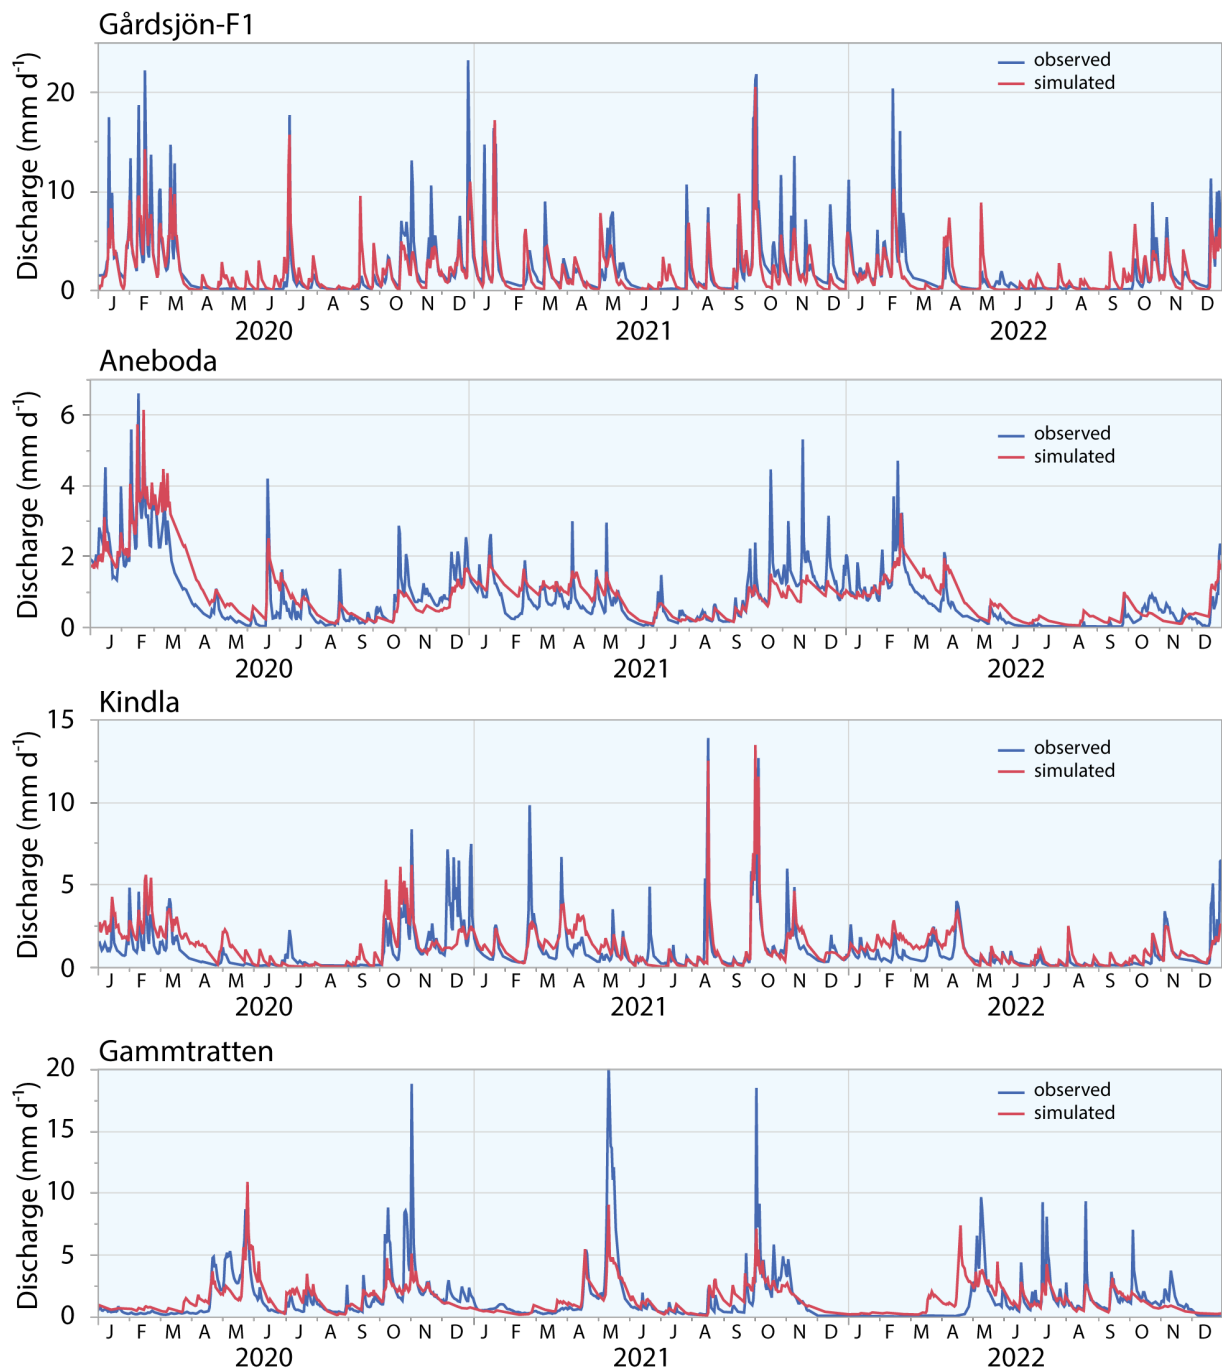 Gårdsjön-F1
Discharge (mm d⁻¹)
20
10
0
observed
simulated
J F M A M J J A S O N D J F M A M J J A S O N D J F M A M J J A S O N D
2020 2021 2022
Aneboda
Discharge (mm d⁻¹)
6
4
2
0
observed
simulated
J F M A M J J A S O N D J F M A M J J A S O N D J F M A M J J A S O N D
2020 2021 2022
Kindla
Discharge (mm d⁻¹)
15
10
5
0
observed
simulated
J F M A M J J A S O N D J F M A M J J A S O N D J F M A M J J A S O N D
2020 2021 2022
Gammtratten
Discharge (mm d⁻¹)
20
15
10
5
0
observed
simulated
J F M A M J J A S O N D J F M A M J J A S O N D J F M A M J J A S O N D
2020 2021 2022